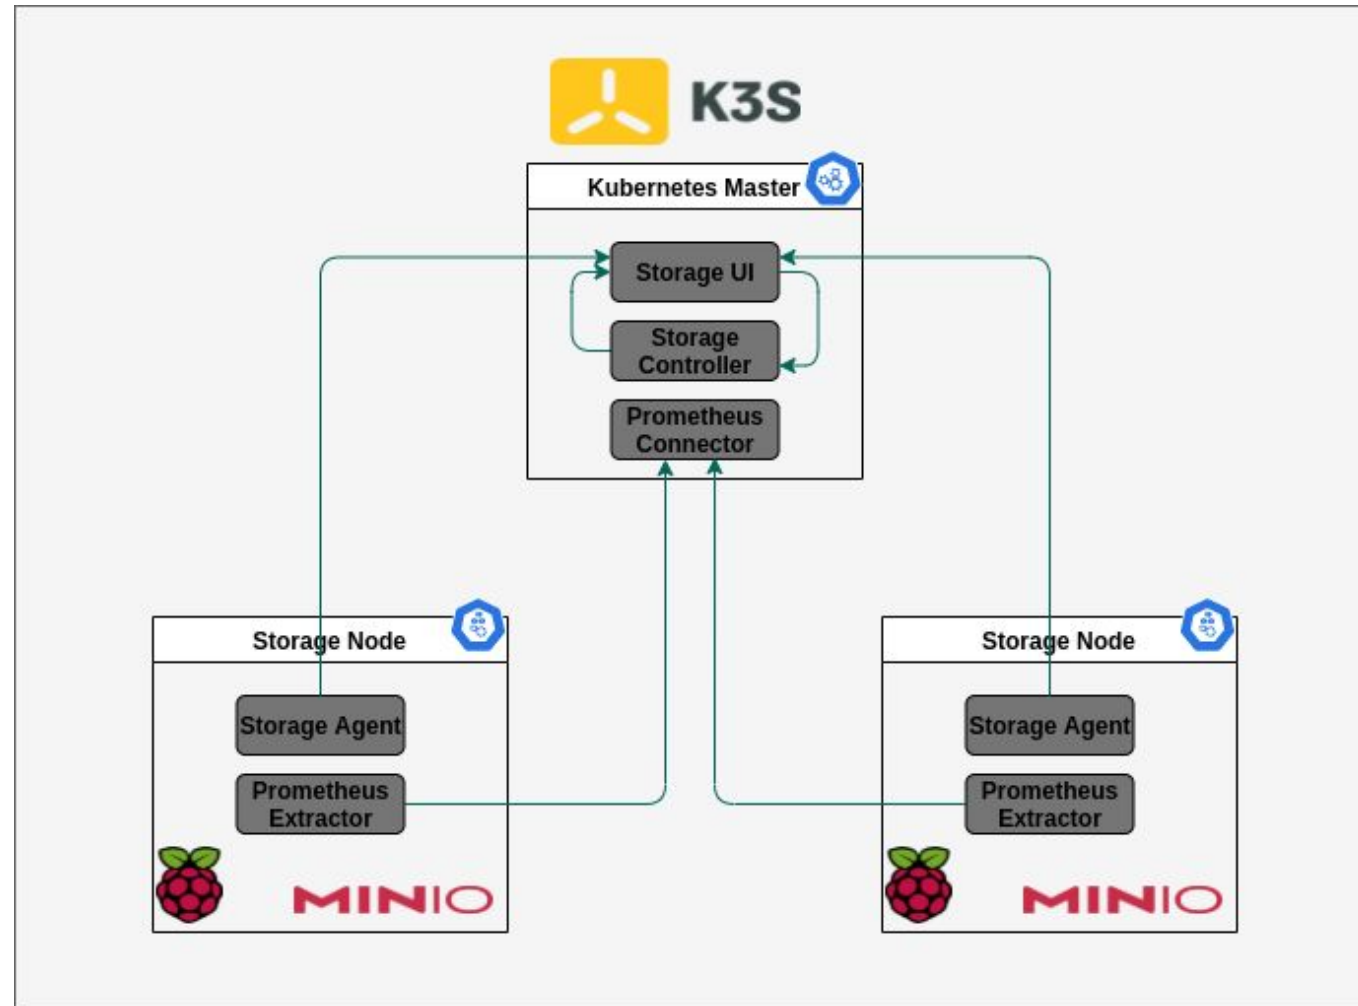 K3S
Kubernetes Master
Storage UI
Storage
Controller
Prometheus
Connector
Storage Node
Storage Agent
Prometheus
Extractor
MINIO
Storage Node
Storage Agent
Prometheus
Extractor
MINIO